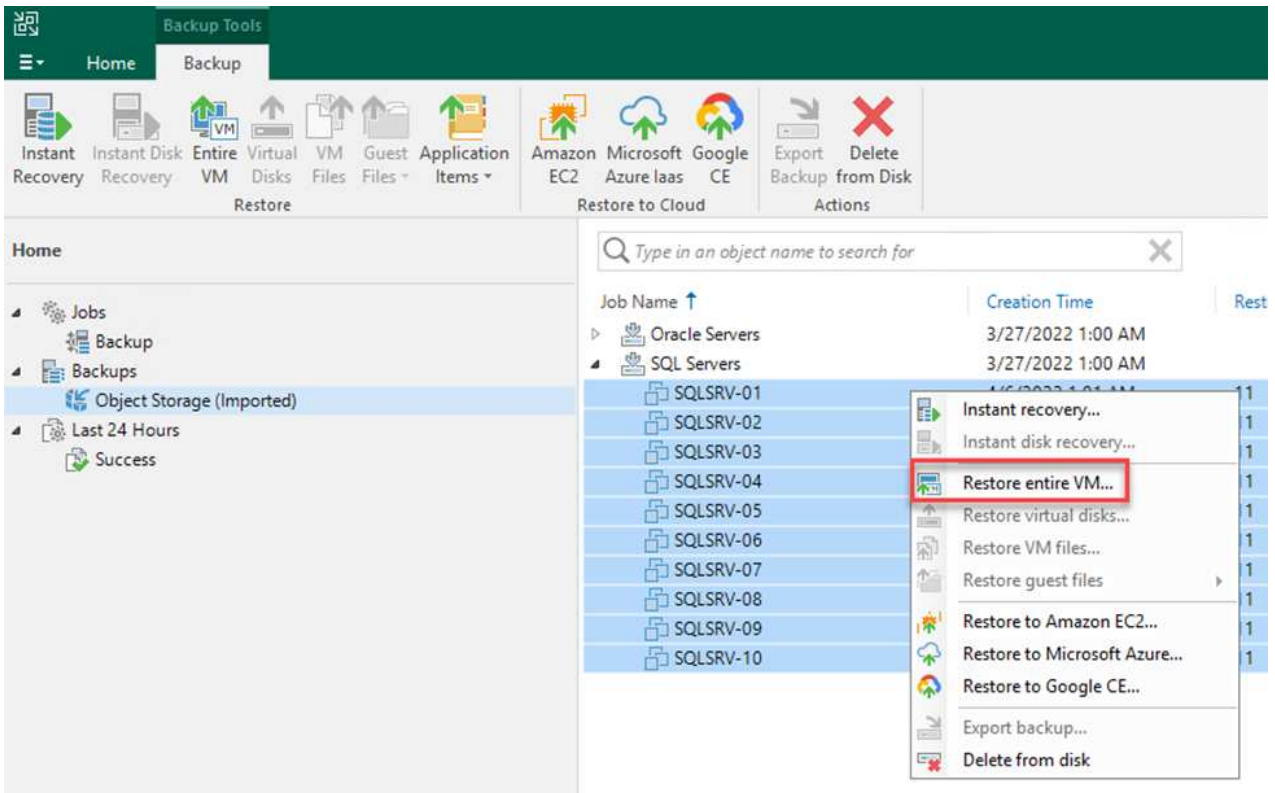 Backup Tools
Home Backup
Instant Recovery
Instant Disk Recovery
Entire VM
Virtual Disks
VM Files
Guest Files
Application Items
Restore
Amazon EC2
Microsoft Azure Iaas
Google CE
Restore to Cloud
Export Backup
Delete from Disk
Actions
Home
Jobs
Backup
Backups
Object Storage (Imported)
Last 24 Hours
Success
Type in an object name to search for
Job Name Creation Time Rest
Oracle Servers 3/27/2022 1:00 AM
SQL Servers 3/27/2022 1:00 AM
SQLSRV-01 11
SQLSRV-02
SQLSRV-03
SQLSRV-04
SQLSRV-05
SQLSRV-06
SQLSRV-07
SQLSRV-08
SQLSRV-09
SQLSRV-10
Instant recovery...
Instant disk recovery...
Restore entire VM...
Restore virtual disks...
Restore VM files...
Restore guest files
Restore to Amazon EC2...
Restore to Microsoft Azure...
Restore to Google CE...
Export backup...
Delete from disk